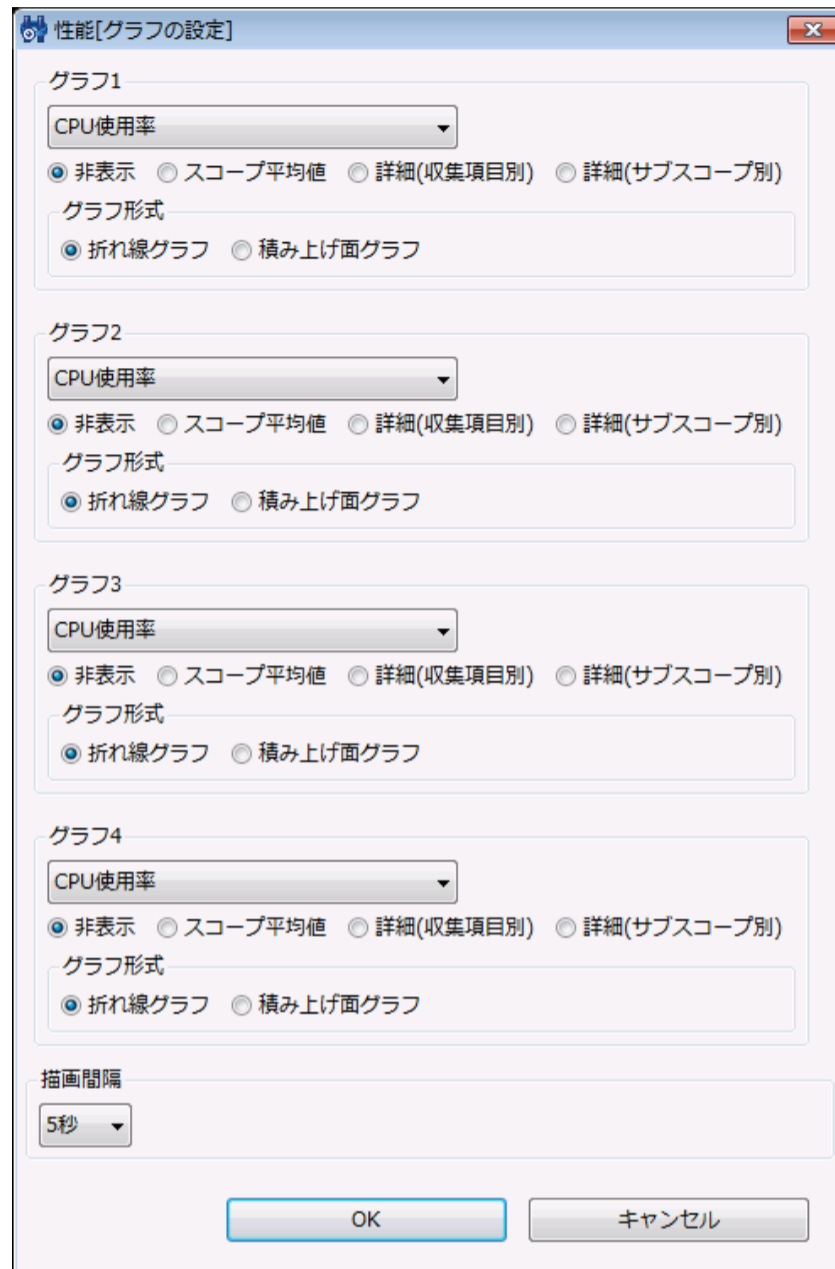 性能[グラフの設定]
グラフ1
CPU使用率
非表示 スコープ平均値 詳細(収集項目別) 詳細(サブスコープ別)
グラフ形式
折れ線グラフ 積み上げ面グラフ
グラフ2
CPU使用率
非表示 スコープ平均値 詳細(収集項目別) 詳細(サブスコープ別)
グラフ形式
折れ線グラフ 積み上げ面グラフ
グラフ3
CPU使用率
非表示 スコープ平均値 詳細(収集項目別) 詳細(サブスコープ別)
グラフ形式
折れ線グラフ 積み上げ面グラフ
グラフ4
CPU使用率
非表示 スコープ平均値 詳細(収集項目別) 詳細(サブスコープ別)
グラフ形式
折れ線グラフ 積み上げ面グラフ
描画間隔
5秒
OK キャンセル